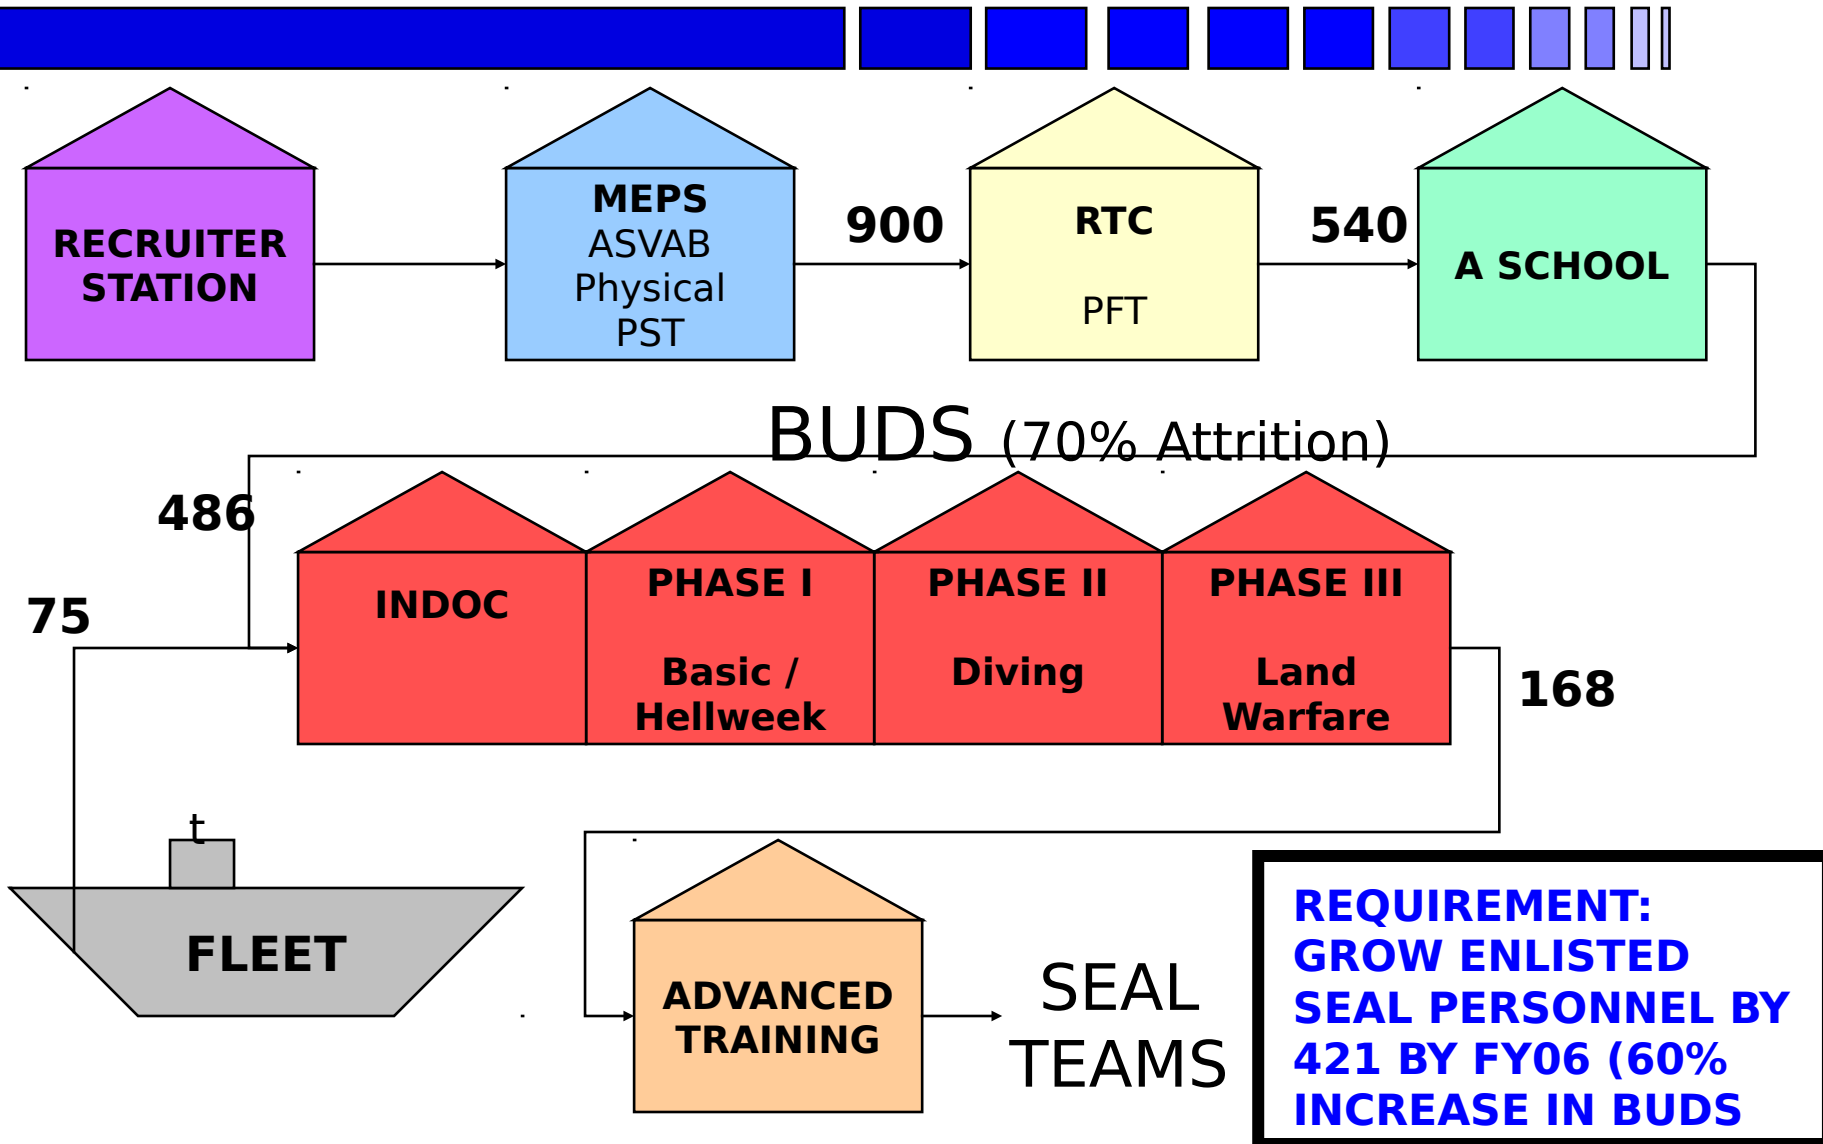 RECRUITER
STATION
MEPS
ASVAB
Physical
PST
900
RTC
PFT
540
A SCHOOL
BUDS (70% Attrition)
486
75
INDOC
PHASE I
Basic /
Hellweek
PHASE II
Diving
PHASE III
Land
Warfare
168
t
FLEET
ADVANCED
TRAINING
SEAL
TEAMS
REQUIREMENT:
GROW ENLISTED
SEAL PERSONNEL BY
421 BY FY06 (60%
INCREASE IN BUDS